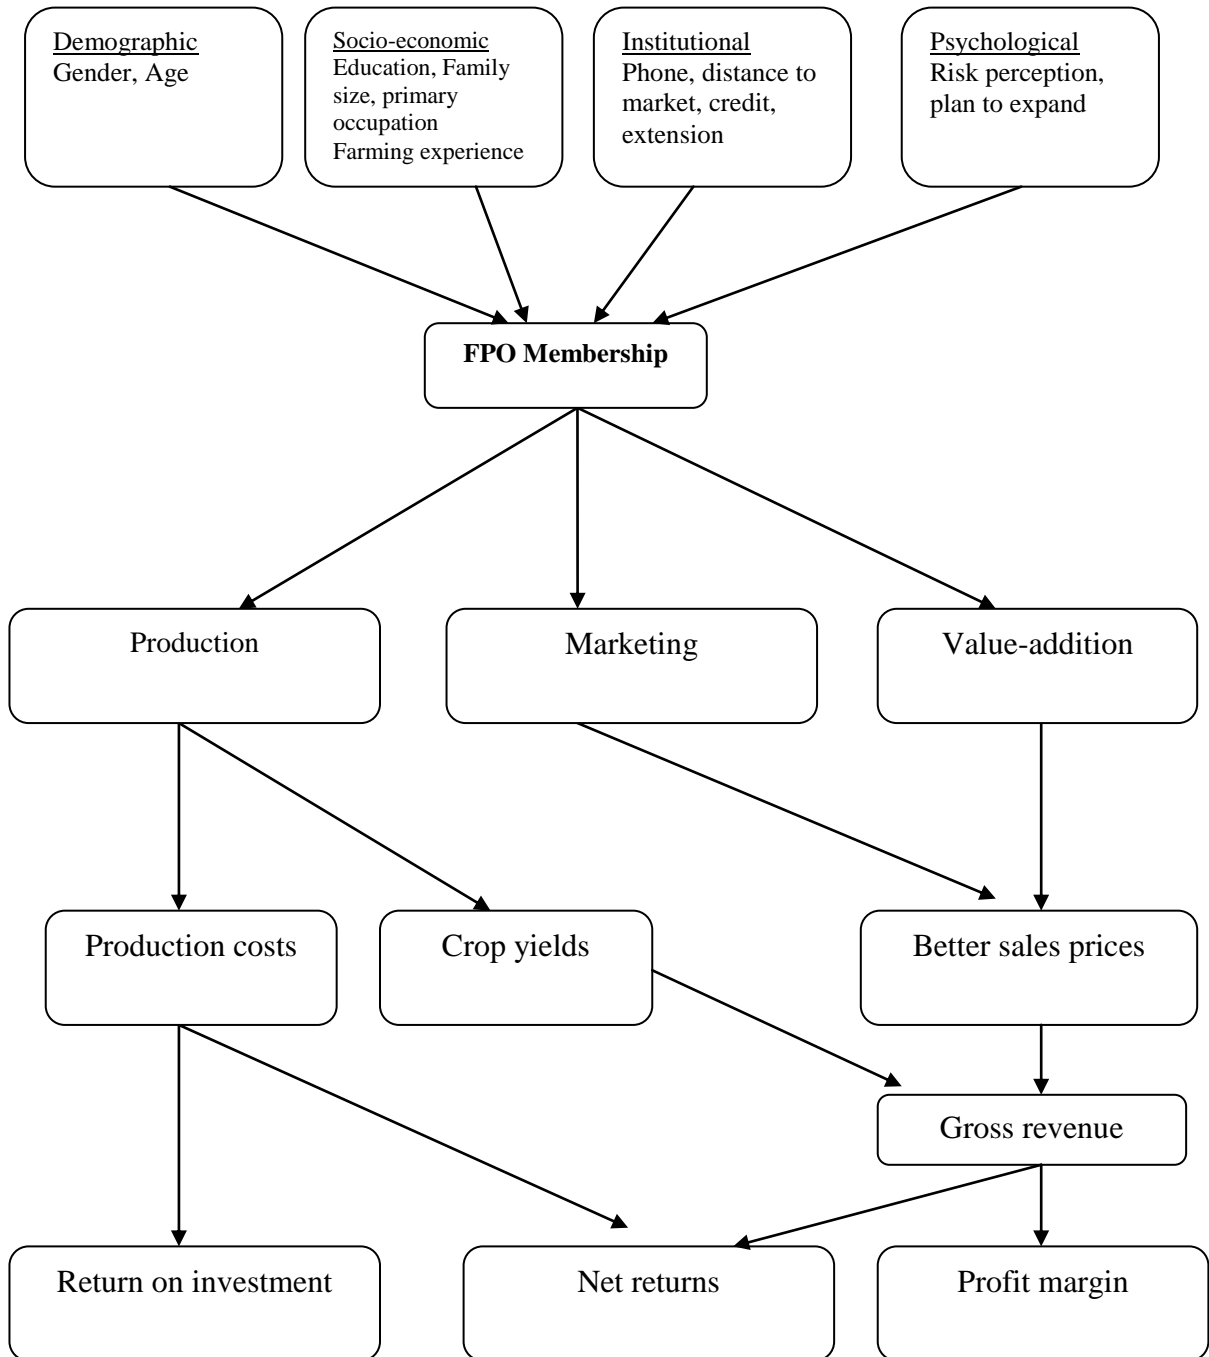 Demographic
Gender, Age
Socio-economic
Education, Family
size, primary
occupation
Farming experience
Institutional
Phone, distance to
market, credit,
extension
Psychological
Risk perception,
plan to expand
FPO Membership
Production
Marketing
Value-addition
Production costs
Crop yields
Better sales prices
Gross revenue
Return on investment
Net returns
Profit margin